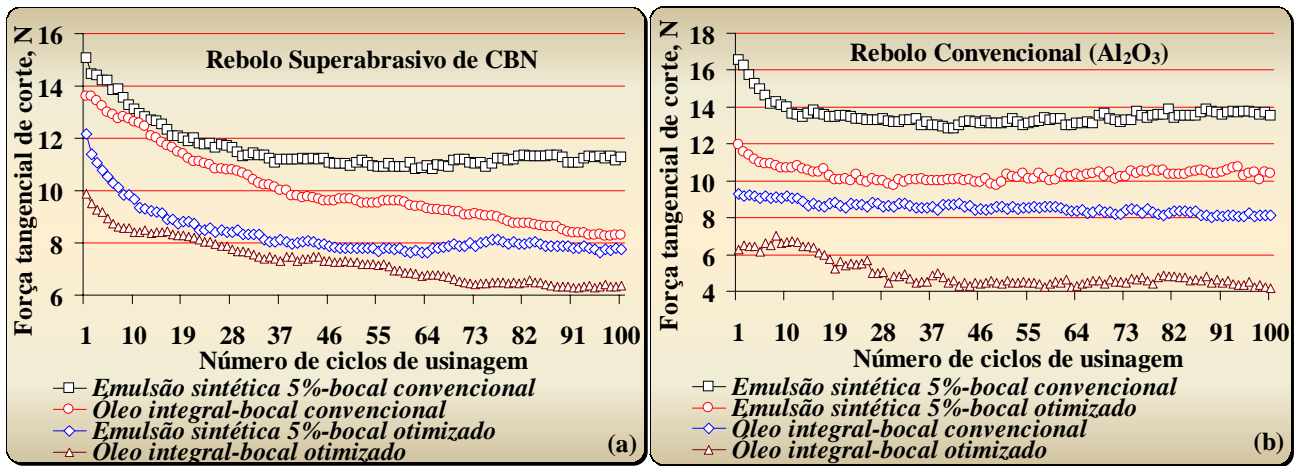 Rebolo Superabrasivo de CBN
Força tangencial de corte, N
16
14
12
10
8
6
1 10 19 28 37 46 55 64 73 82 91 100
Número de ciclos de usinagem
Emulsão sintética 5%-bocal convencional
Óleo integral-bocal convencional
Emulsão sintética 5%-bocal otimizado
Óleo integral-bocal otimizado
(a)
Rebolo Convencional (Al₂O₃)
Força tangencial de corte, N
18
16
14
12
10
8
6
4
1 10 19 28 37 46 55 64 73 82 91 100
Número de ciclos de usinagem
Emulsão sintética 5%-bocal convencional
Emulsão sintética 5%-bocal otimizado
Óleo integral-bocal convencional
Óleo integral-bocal otimizado
(b)